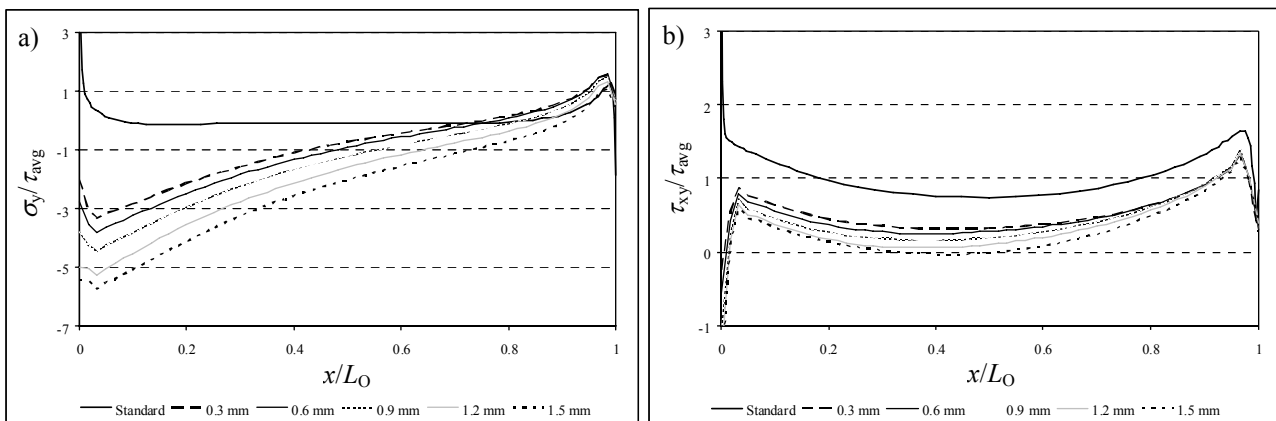 a)
3
1
-1
-3
-5
-7
σy/τavg
0 0.2 0.4 0.6 0.8 1
x/LO
Standard 0.3 mm 0.6 mm 0.9 mm 1.2 mm 1.5 mm
b)
3
2
1
0
-1
τxy/τavg
0 0.2 0.4 0.6 0.8 1
x/LO
Standard 0.3 mm 0.6 mm 0.9 mm 1.2 mm 1.5 mm